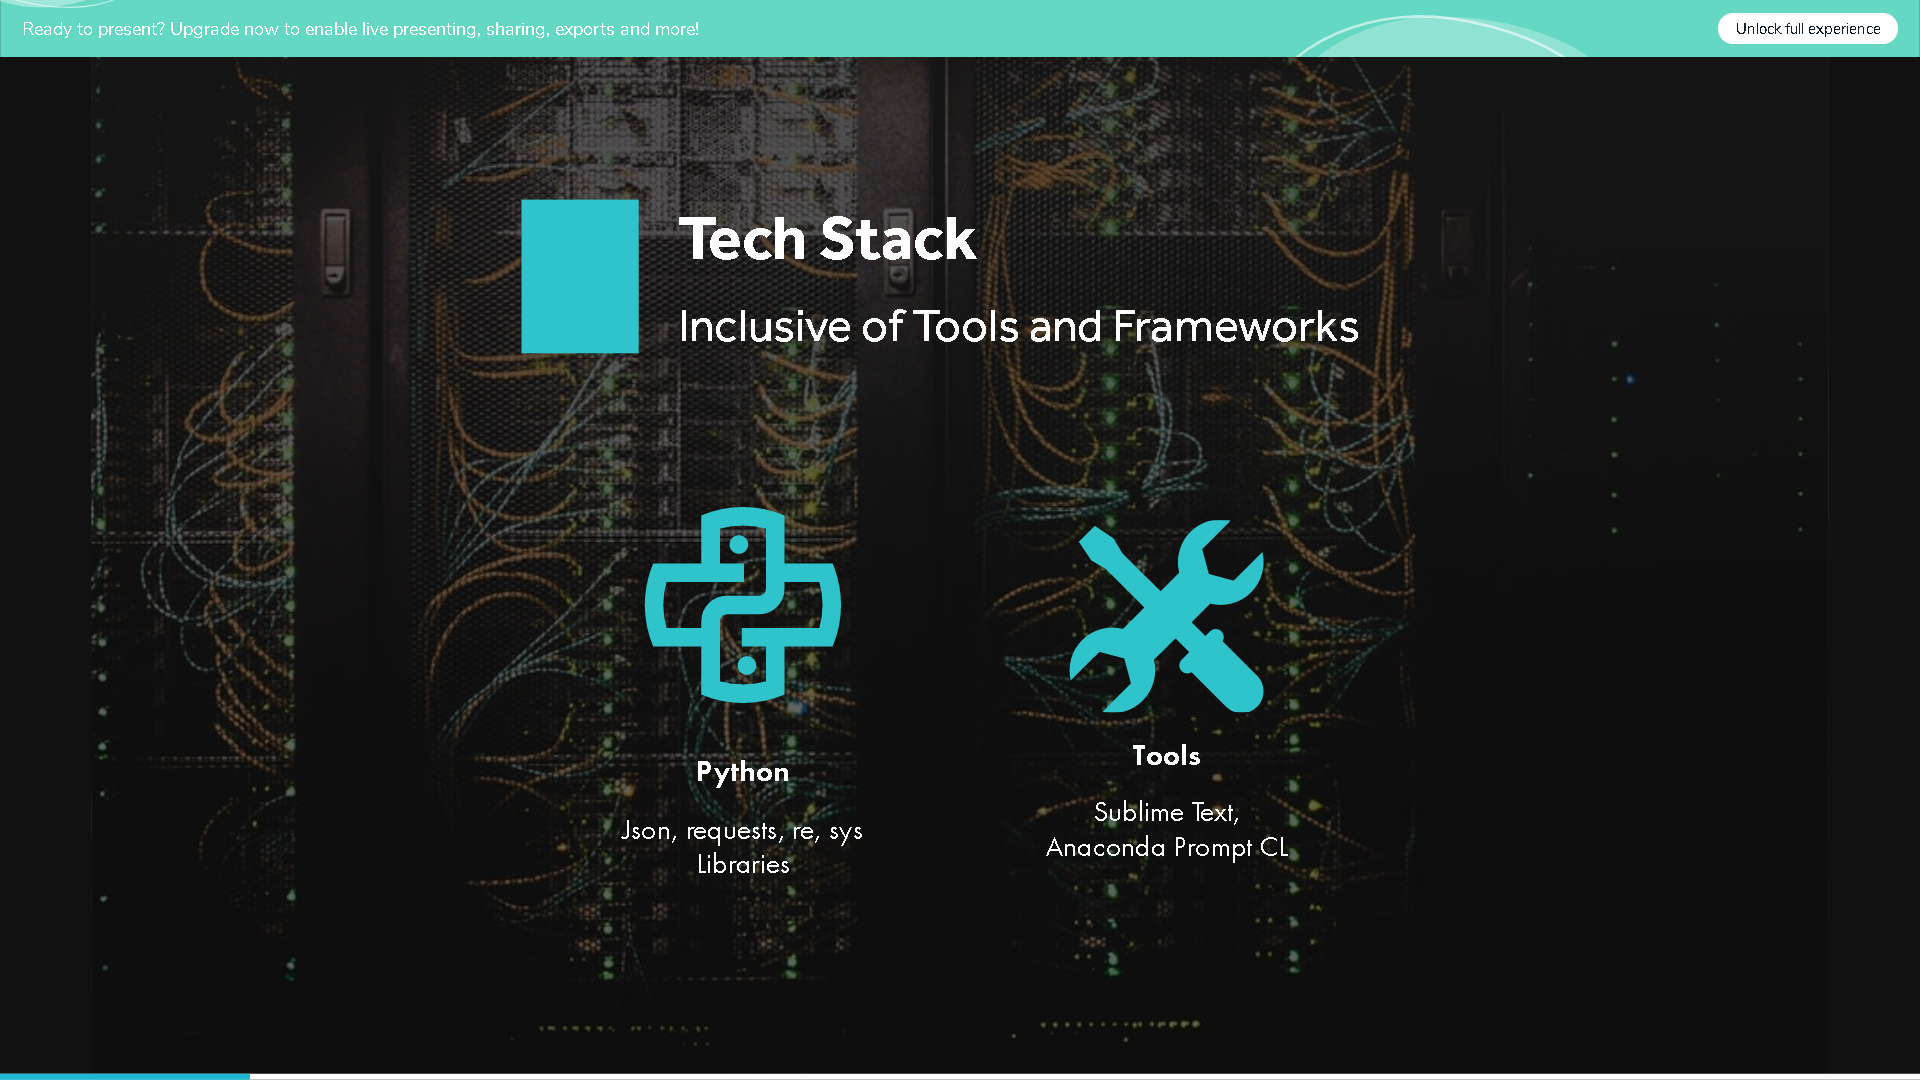 Ready to present? Upgrade now to enable live presenting, sharing, exports and more!
Unlock full experience
Tech Stack
Inclusive of Tools and Frameworks
Python
Json, requests, re, sys
Libraries
Tools
Sublime Text,
Anaconda Prompt CL